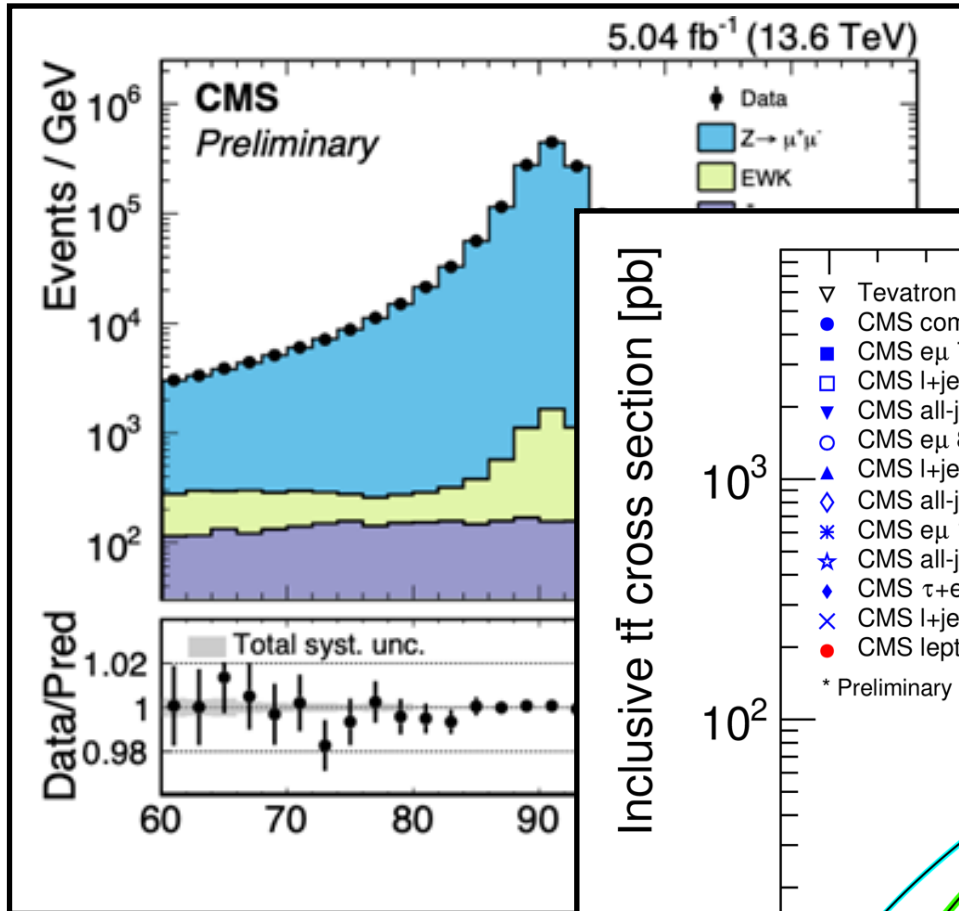 5.04 fb⁻¹ (13.6 TeV)
CMS
Preliminary
Events / GeV
10⁶
10⁵
10⁴
10³
10²
Data
Z→ μ⁺μ⁻
EWK
Data/Pred
Total syst. unc.
1.02
1
0.98
60 70 80 90
Inclusive tt̄ cross section [pb]
10³
10²
Tevatron
CMS com
CMS eμ
CMS l+je
CMS all-j
CMS eμ &
CMS l+je
CMS all-j
CMS eμ
CMS all-j
CMS τ+e
CMS l+je
CMS lept
* Preliminary